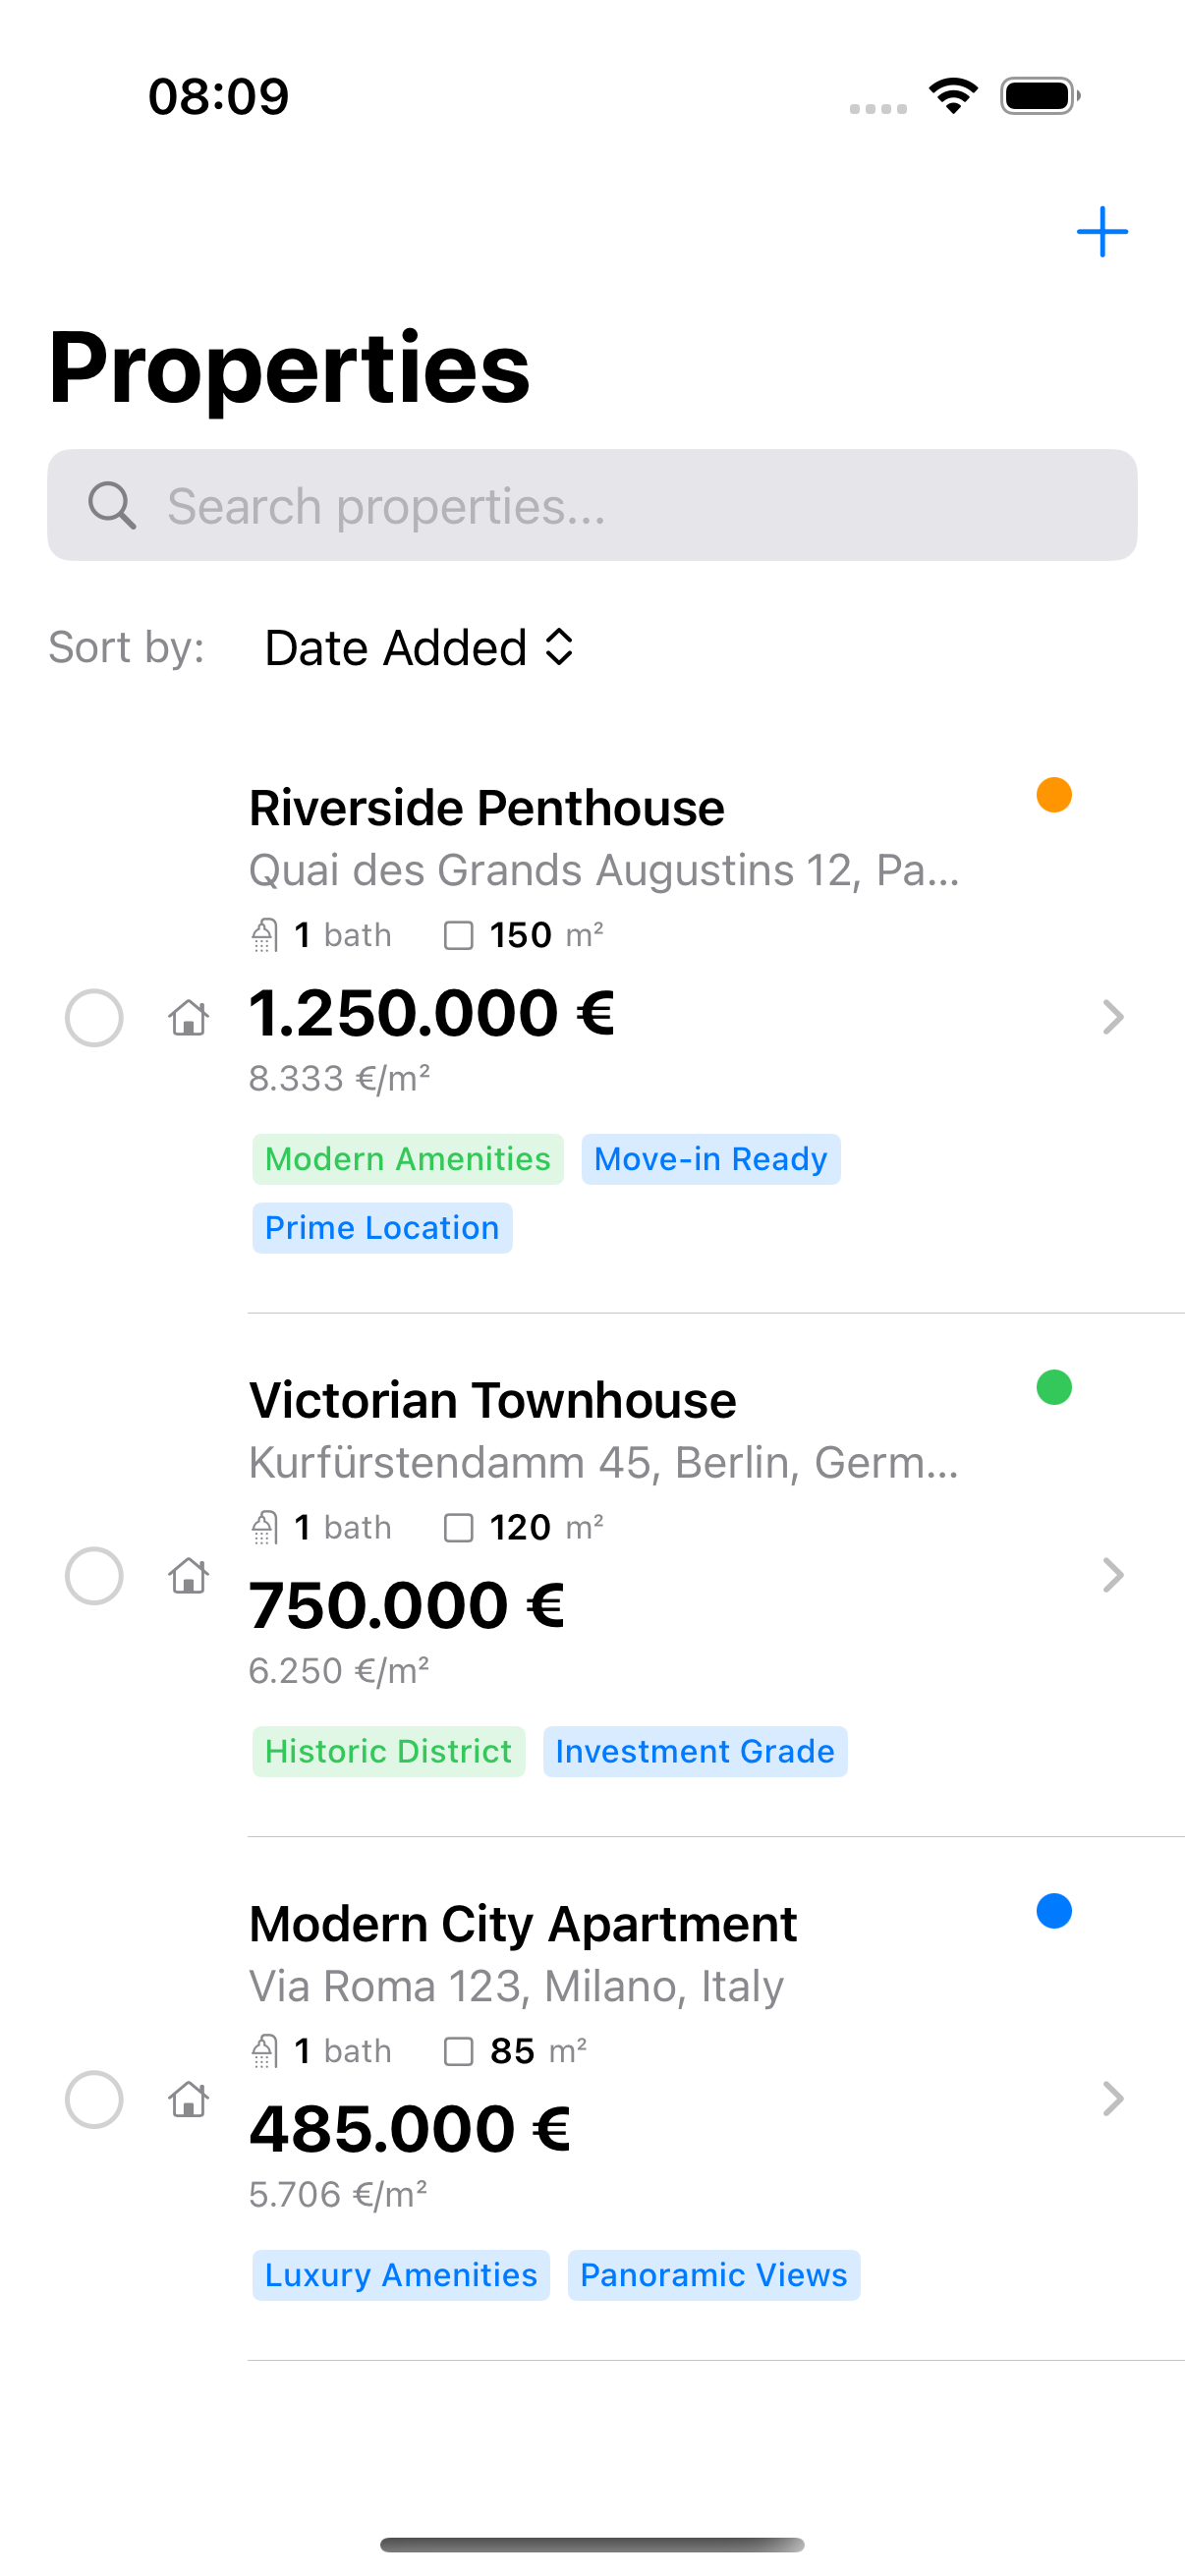 08:09
Properties
Search properties...
Sort by: Date Added
Riverside Penthouse
Quai des Grands Augustins 12, Pa...
1 bath 150 m²
1.250.000 €
8.333 €/m²
Modern Amenities Move-in Ready
Prime Location
Victorian Townhouse
Kurfürstendamm 45, Berlin, Germ...
1 bath 120 m²
750.000 €
6.250 €/m²
Historic District Investment Grade
Modern City Apartment
Via Roma 123, Milano, Italy
1 bath 85 m²
485.000 €
5.706 €/m²
Luxury Amenities Panoramic Views